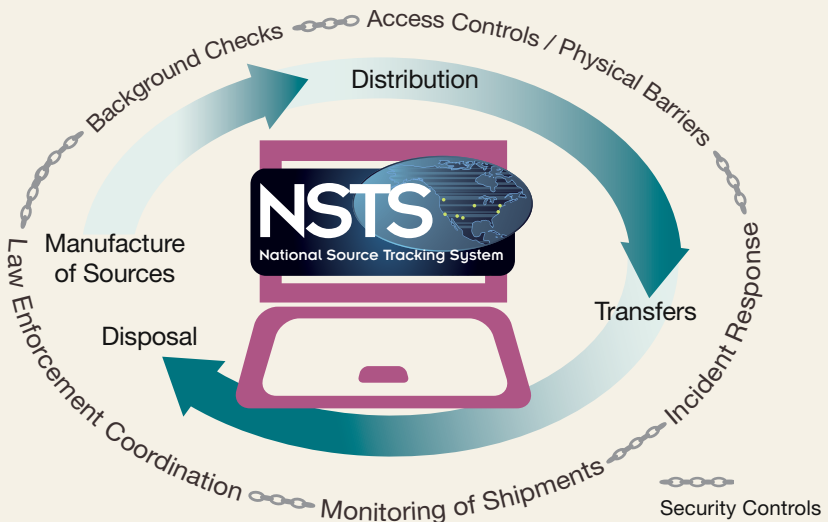 Background Checks
Access Controls / Physical Barriers
Distribution
NSTS
National Source Tracking System
Manufacture
of Sources
Transfers
Disposal
Incident Response
Law Enforcement Coordination
Monitoring of Shipments
Security Controls